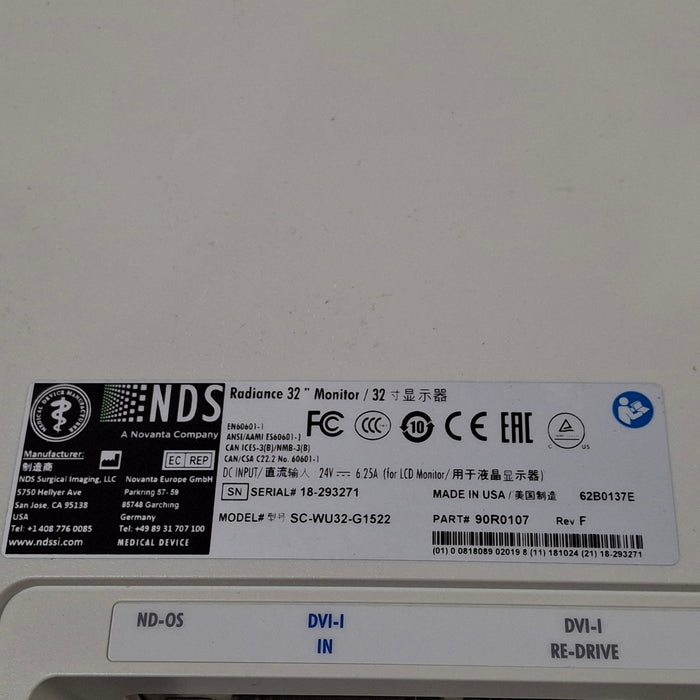 MEDICAL DEVICE MANUFACTURER
NDS
A Novanta Company
Manufacturer:
制造商
EC REP
NDS Surgical Imaging, LLC
5750 Hellyer Ave
San Jose, CA 95138
USA
Tel: +1 408 776 0085
www.ndssi.com
Novanta Europe GmbH
Parkring 57- 59
85748 Garching
Germany
Tel: +49 89 31 707 100
MEDICAL DEVICE
Radiance 32 " Monitor / 32 寸显示器
EN60601-1
ANSI/AAMI ES60601-1
CAN ICES-3(B)/NMB-3(B)
CAN/CSA C22.2 No. 60601-1
FC CCC 10 CE EAC
C US
DC INPUT/ 直流输入 24V 6.25A (for LCD Monitor/ 用于液晶显示器)
SN SERIAL# 18-293271
MADE IN USA / 美国制造 62B0137E
MODEL# 型号 SC-WU32-G1522
PART# 90R0107 Rev F
(01) 0 0818089 02019 8 (11) 181024 (21) 18-293271
ND-OS
DVI-I
IN
DVI-I
RE-DRIVE